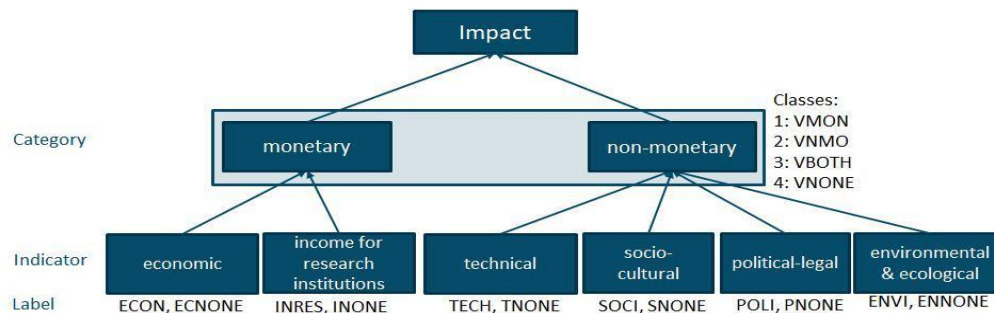 Impact
Classes:
1: VMON
2: VNMO
3: VBOTH
4: VNONE
Category
monetary
non-monetary
Indicator
economic
income for
research
institutions
technical
socio-
cultural
political-legal
environmental
& ecological
Label
ECON, ECNONE
INRES, INONE
TECH, TNONE
SOCI, SNONE
POLI, PNONE
ENVI, ENNONE